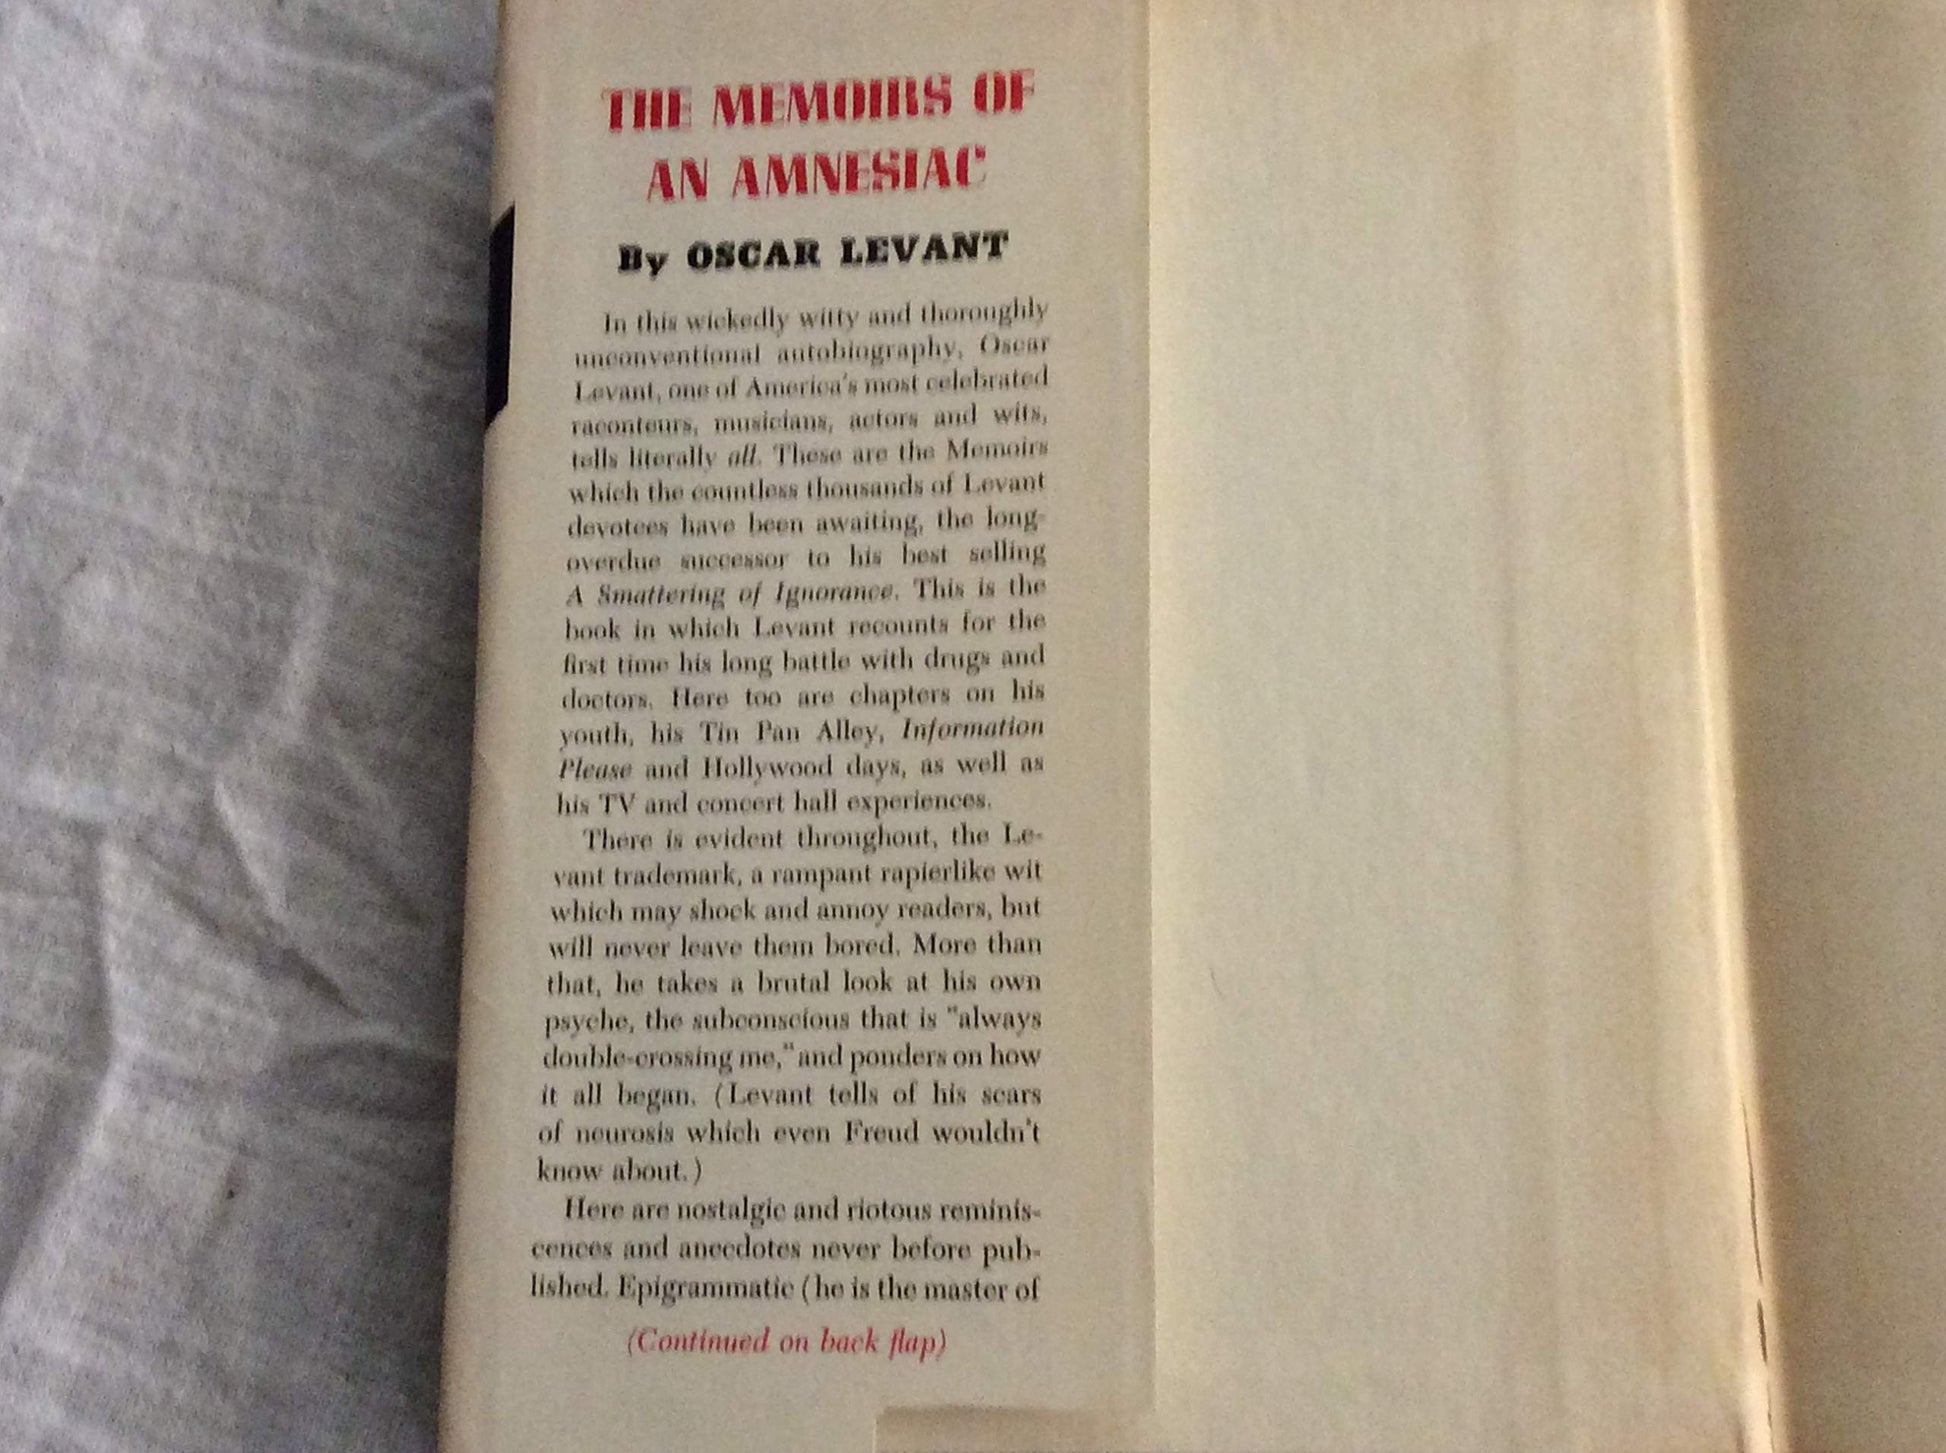 THE MEMOIRS OF
AN AMNESIAC
By OSCAR LEVANT
In this wickedly witty and thoroughly
unconventional autobiography, Oscar
Levant, one of America's most celebrated
raconteurs, musicians, actors and wits,
tells literally all. These are the Memoirs
which the countless thousands of Levant
devotees have been awaiting, the long-
overdue successor to his best selling
A Smattering of Ignorance. This is the
book in which Levant recounts for the
first time his long battle with drugs and
doctors. Here too are chapters on his
youth, his Tin Pan Alley, Information
Please and Hollywood days, as well as
his TV and concert hall experiences.
There is evident throughout, the Le-
vant trademark, a rampant rapierlike wit
which may shock and annoy readers, but
will never leave them bored. More than
that, he takes a brutal look at his own
psyche, the subconscious that is "always
double-crossing me," and ponders on how
it all began. (Levant tells of his scars
of neurosis which even Freud wouldn't
know about.)
Here are nostalgic and riotous reminis-
cences and anecdotes never before pub-
lished. Epigrammatic (he is the master of
(Continued on back flap)